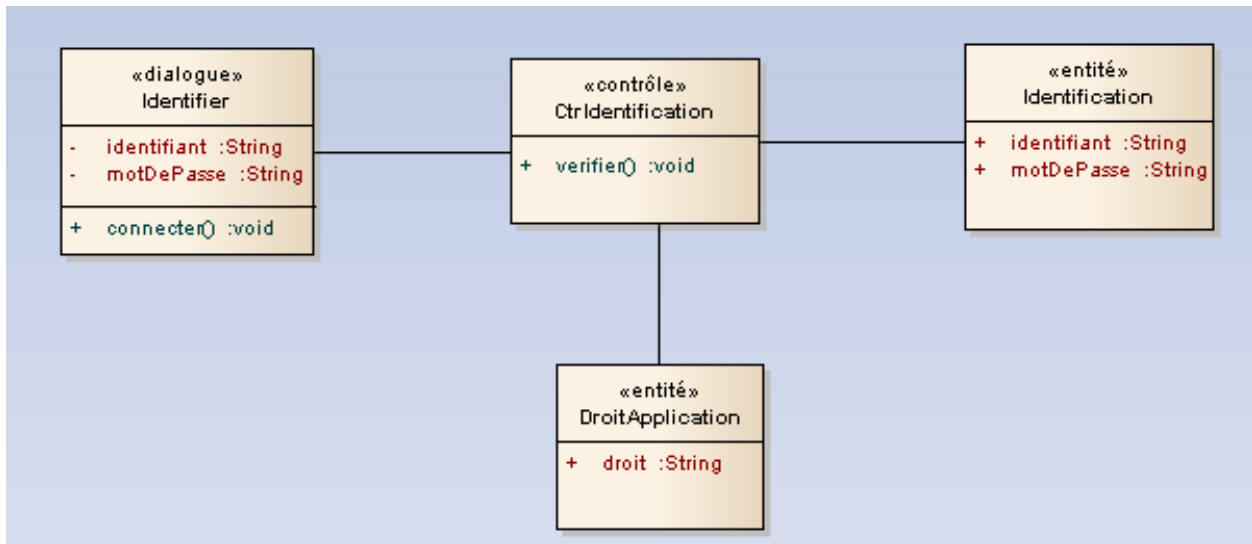 «dialogue»
Identifier
- identifiant :String
- motDePasse :String
+ connecter() :void
«contrôle»
CtrIdentification
+ verifier() :void
«entité»
Identification
+ identifiant :String
+ motDePasse :String
«entité»
DroitApplication
+ droit :String